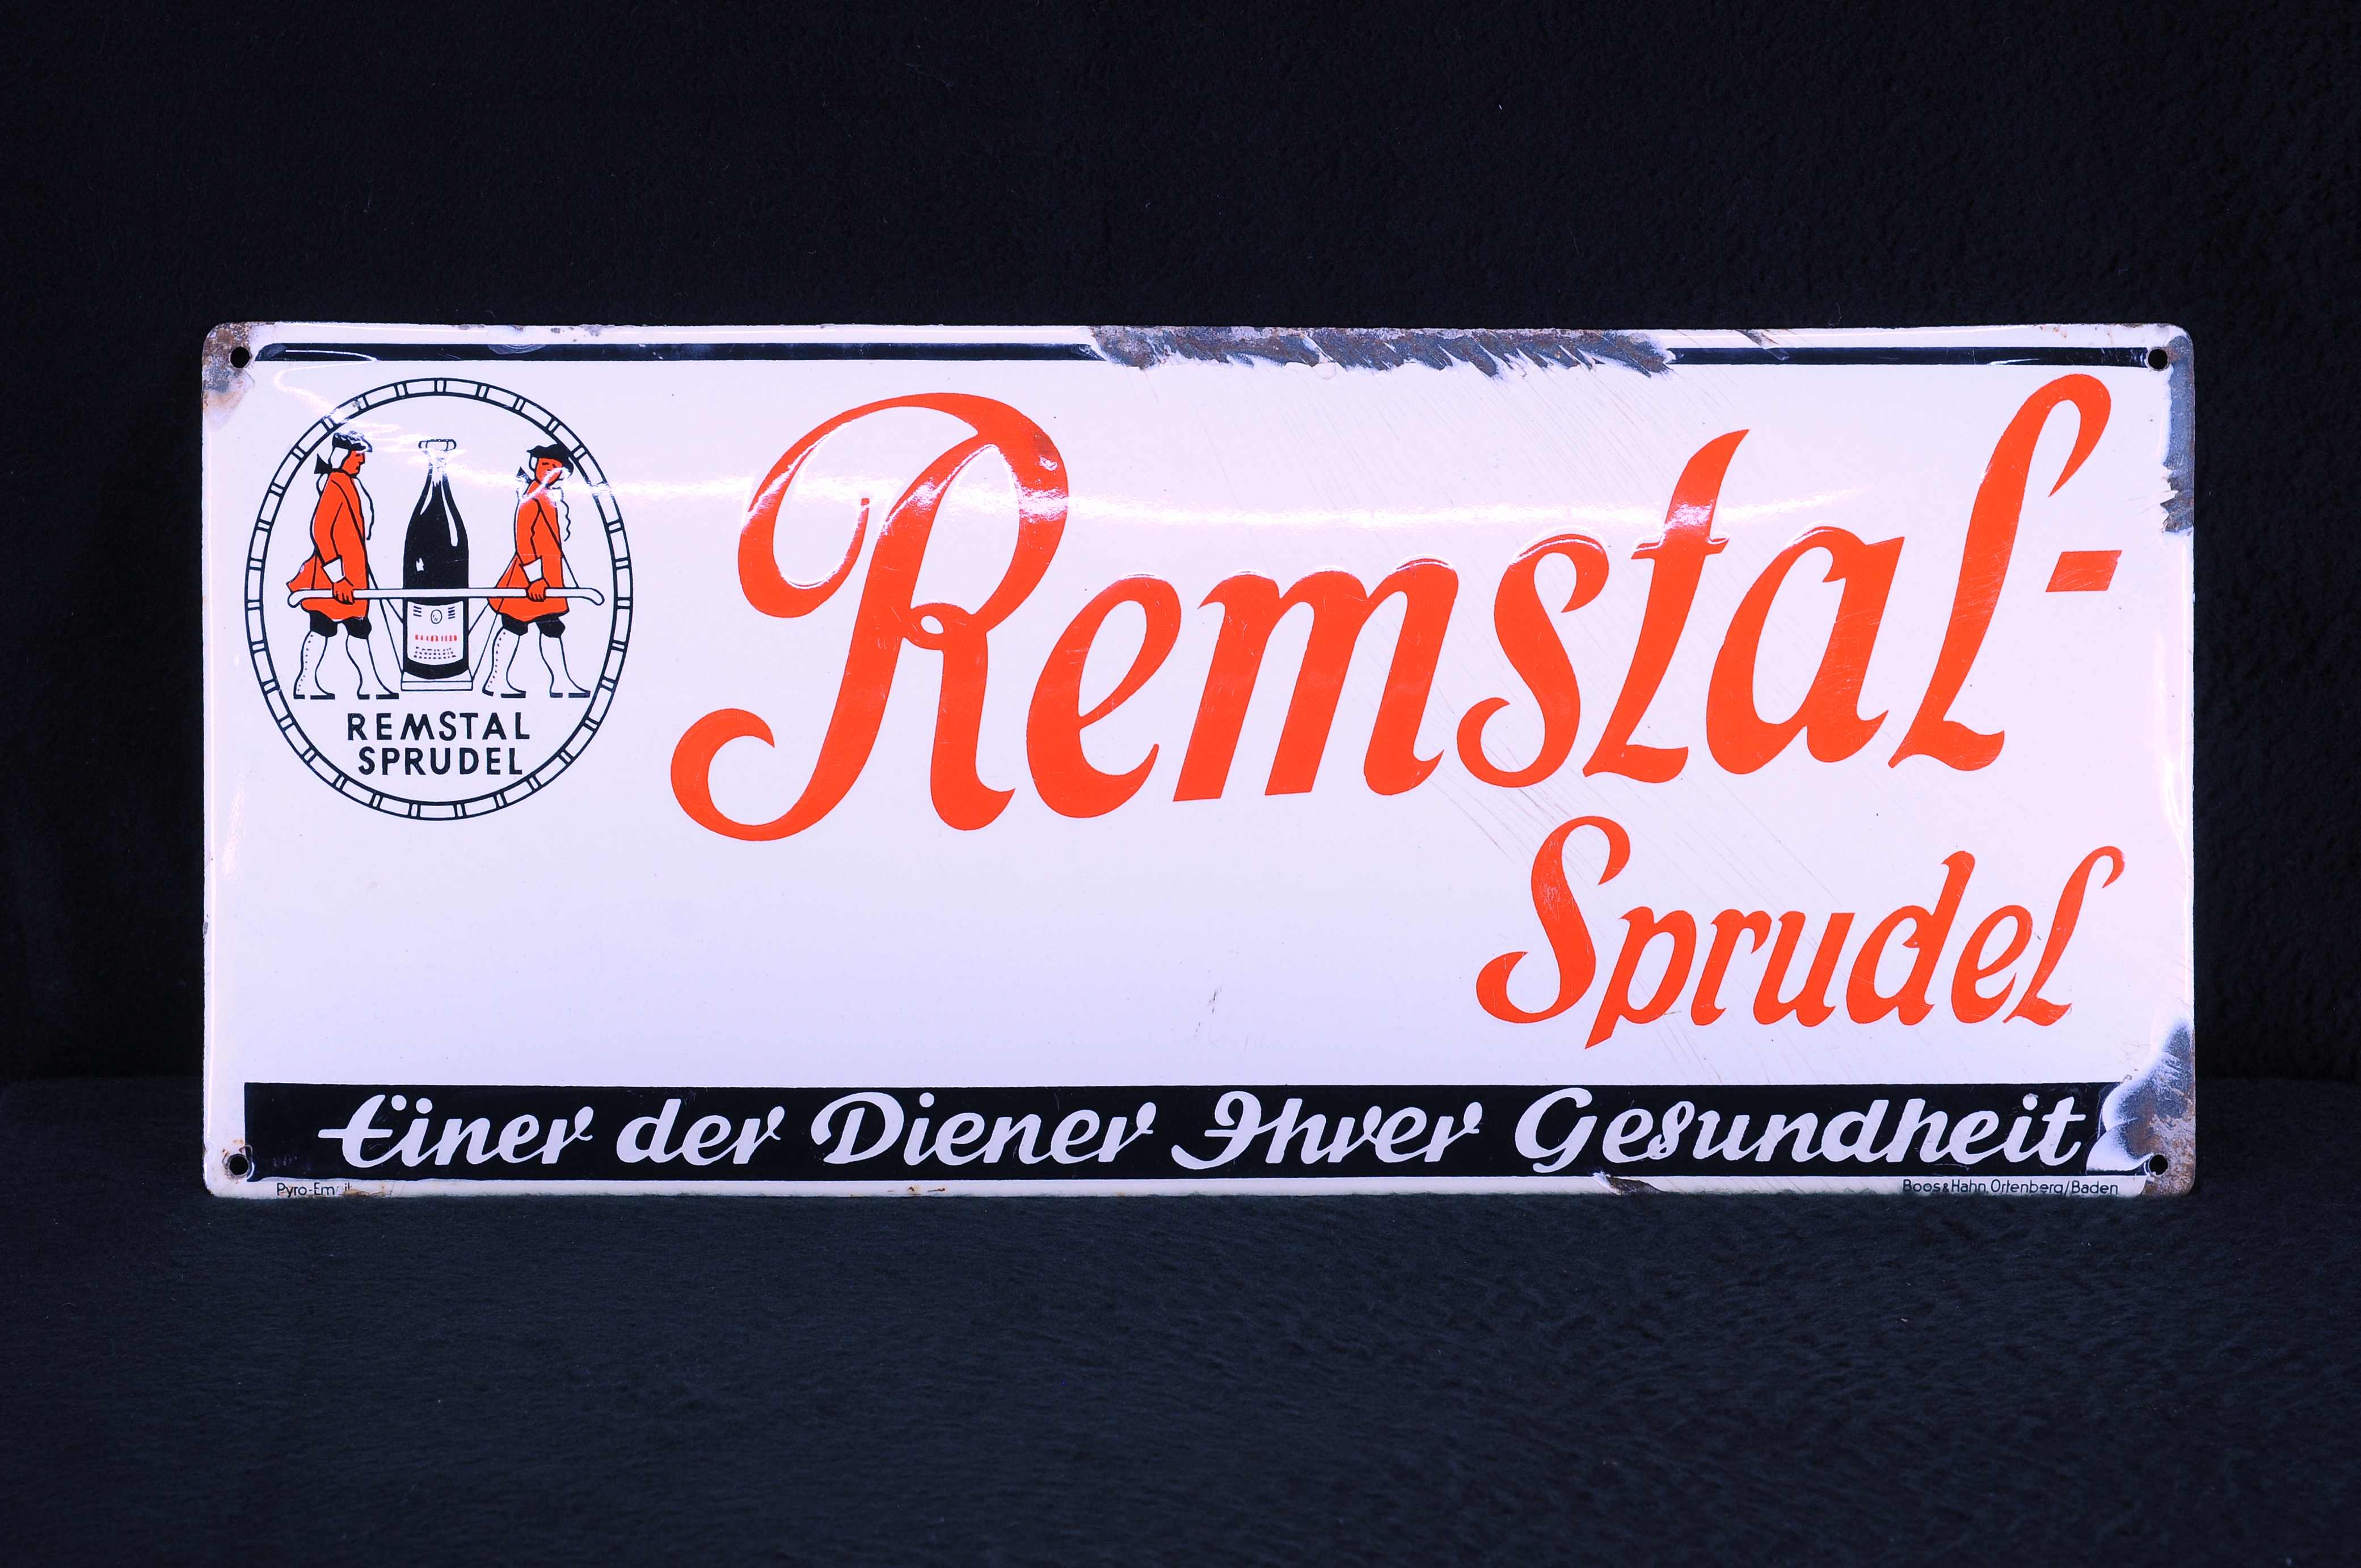 REMSTAL
SPRUDEL
Remstal-
Sprudel
Einer der Diener Ihrer Gesundheit
Boos & Hahn, Ortenberg/Baden